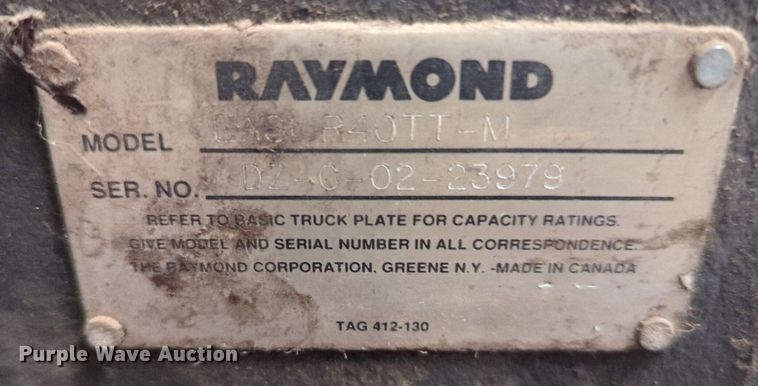 RAYMOND
MODEL EASI R40TT-M
SER. NO. DZ-C-02-23979
REFER TO BASIC TRUCK PLATE FOR CAPACITY RATINGS.
GIVE MODEL AND SERIAL NUMBER IN ALL CORRESPONDENCE.
THE RAYMOND CORPORATION, GREENE N.Y. -MADE IN CANADA
TAG 412-130
Purple Wave Auction